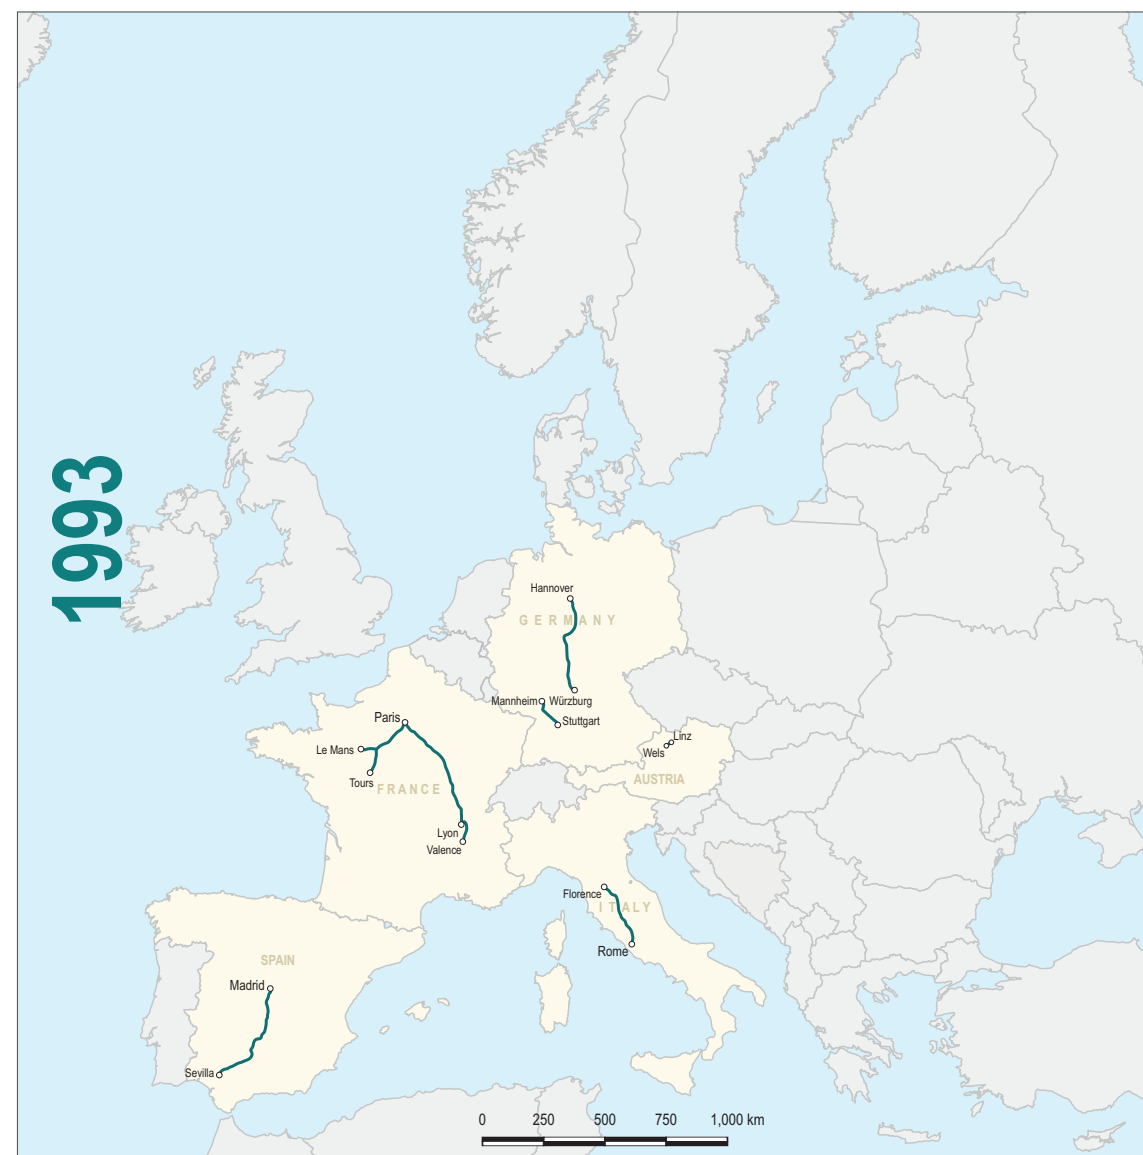 1993
Hannover
GERMANY
Mannheim
Würzburg
Stuttgart
Paris
Linz
Le Mans
Wels
AUSTRIA
Tours
FRANCE
Lyon
Valence
Florence
ITALY
Rome
SPAIN
Madrid
Sevilla
0 250 500 750 1,000 km